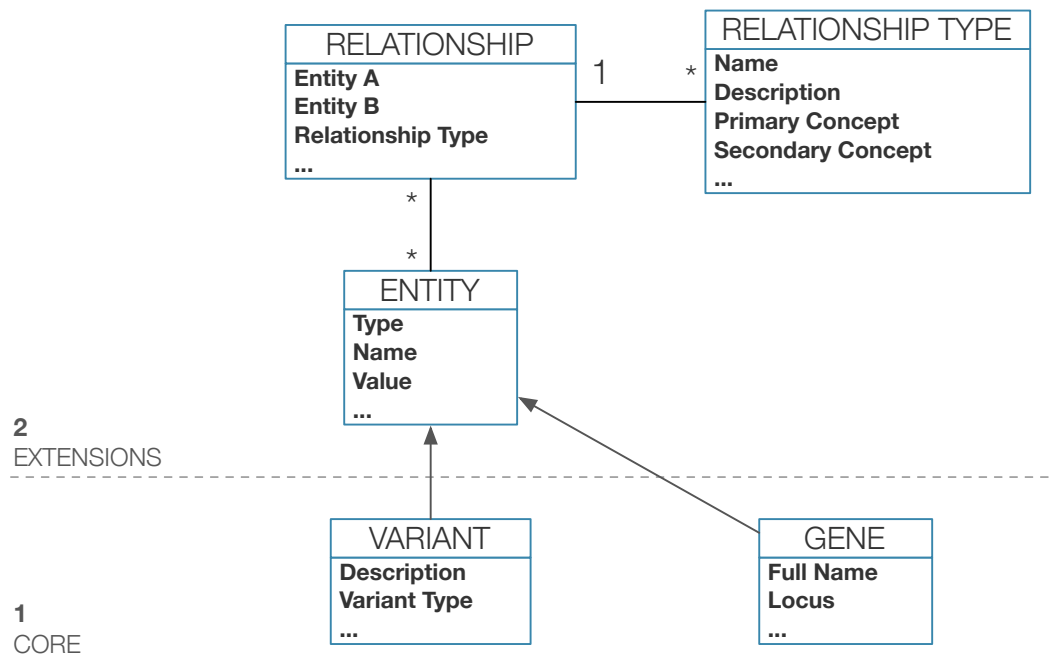 RELATIONSHIP
Entity A
Entity B
Relationship Type
...
1
*
RELATIONSHIP TYPE
Name
Description
Primary Concept
Secondary Concept
...
*
*
ENTITY
Type
Name
Value
...
2
EXTENSIONS
VARIANT
Description
Variant Type
...
GENE
Full Name
Locus
...
1
CORE